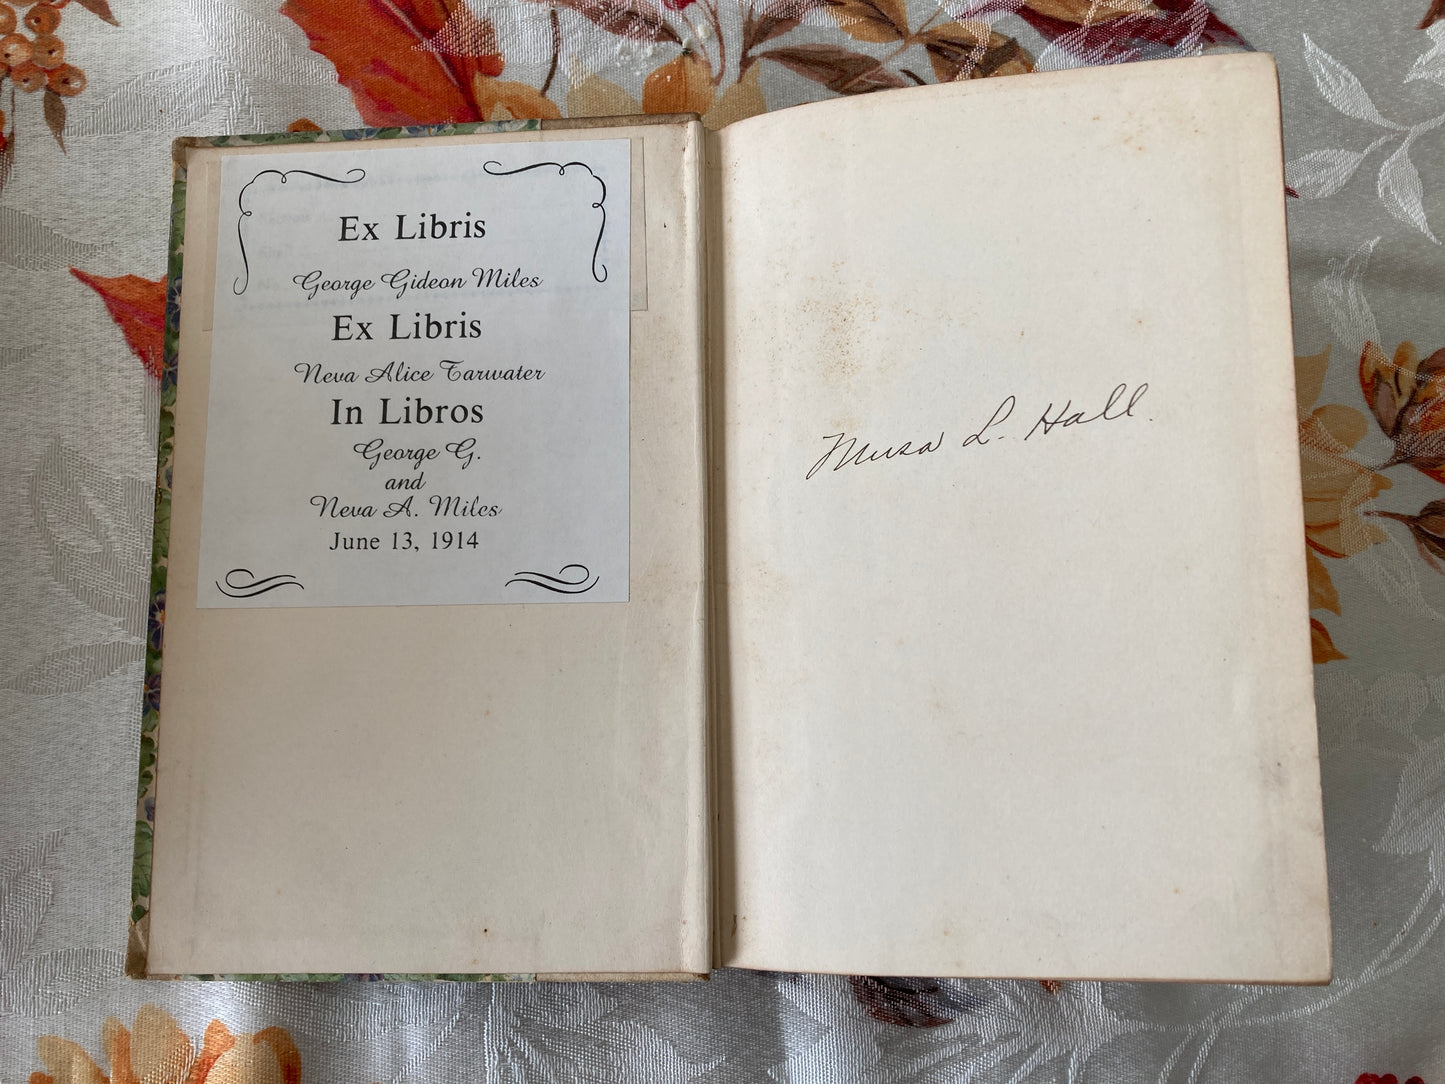 Ex Libris
George Gideon Miles
Ex Libris
Neva Alice Tarwater
In Libros
George G.
and
Neva A. Miles
June 13, 1914
L. Hall.